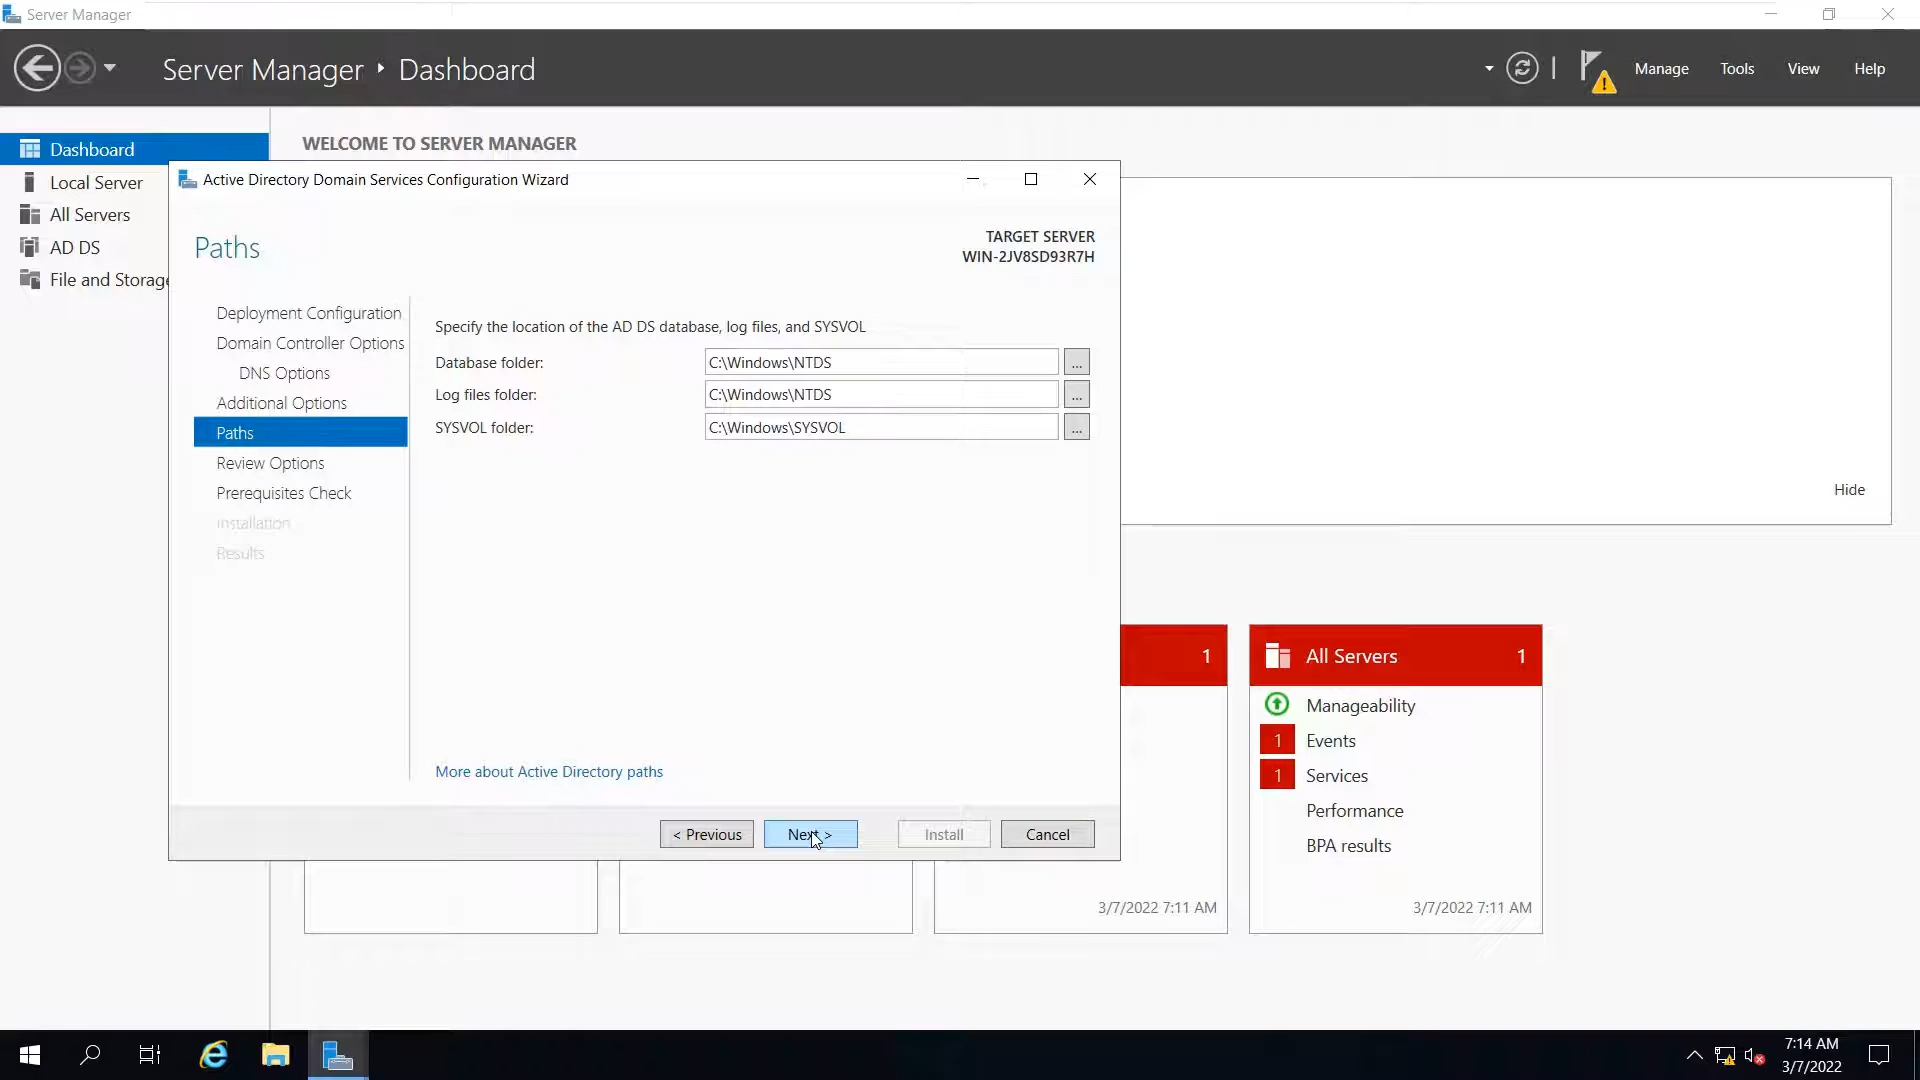 Server Manager
Server Manager Dashboard
Manage Tools View Help
Dashboard
Local Server
All Servers
AD DS
File and Storage
WELCOME TO SERVER MANAGER
Active Directory Domain Services Configuration Wizard
Paths
TARGET SERVER
WIN-2JV8SD93R7H
Deployment Configuration
Domain Controller Options
DNS Options
Additional Options
Paths
Review Options
Prerequisites Check
Installation
Results
Specify the location of the AD DS database, log files, and SYSVOL
Database folder: C:\Windows\NTDS ...
Log files folder: C:\Windows\NTDS ...
SYSVOL folder: C:\Windows\SYSVOL ...
More about Active Directory paths
< Previous Next > Install Cancel
Hide
1
3/7/2022 7:11 AM
All Servers 1
Manageability
1 Events
1 Services
Performance
BPA results
3/7/2022 7:11 AM
7:14 AM
3/7/2022